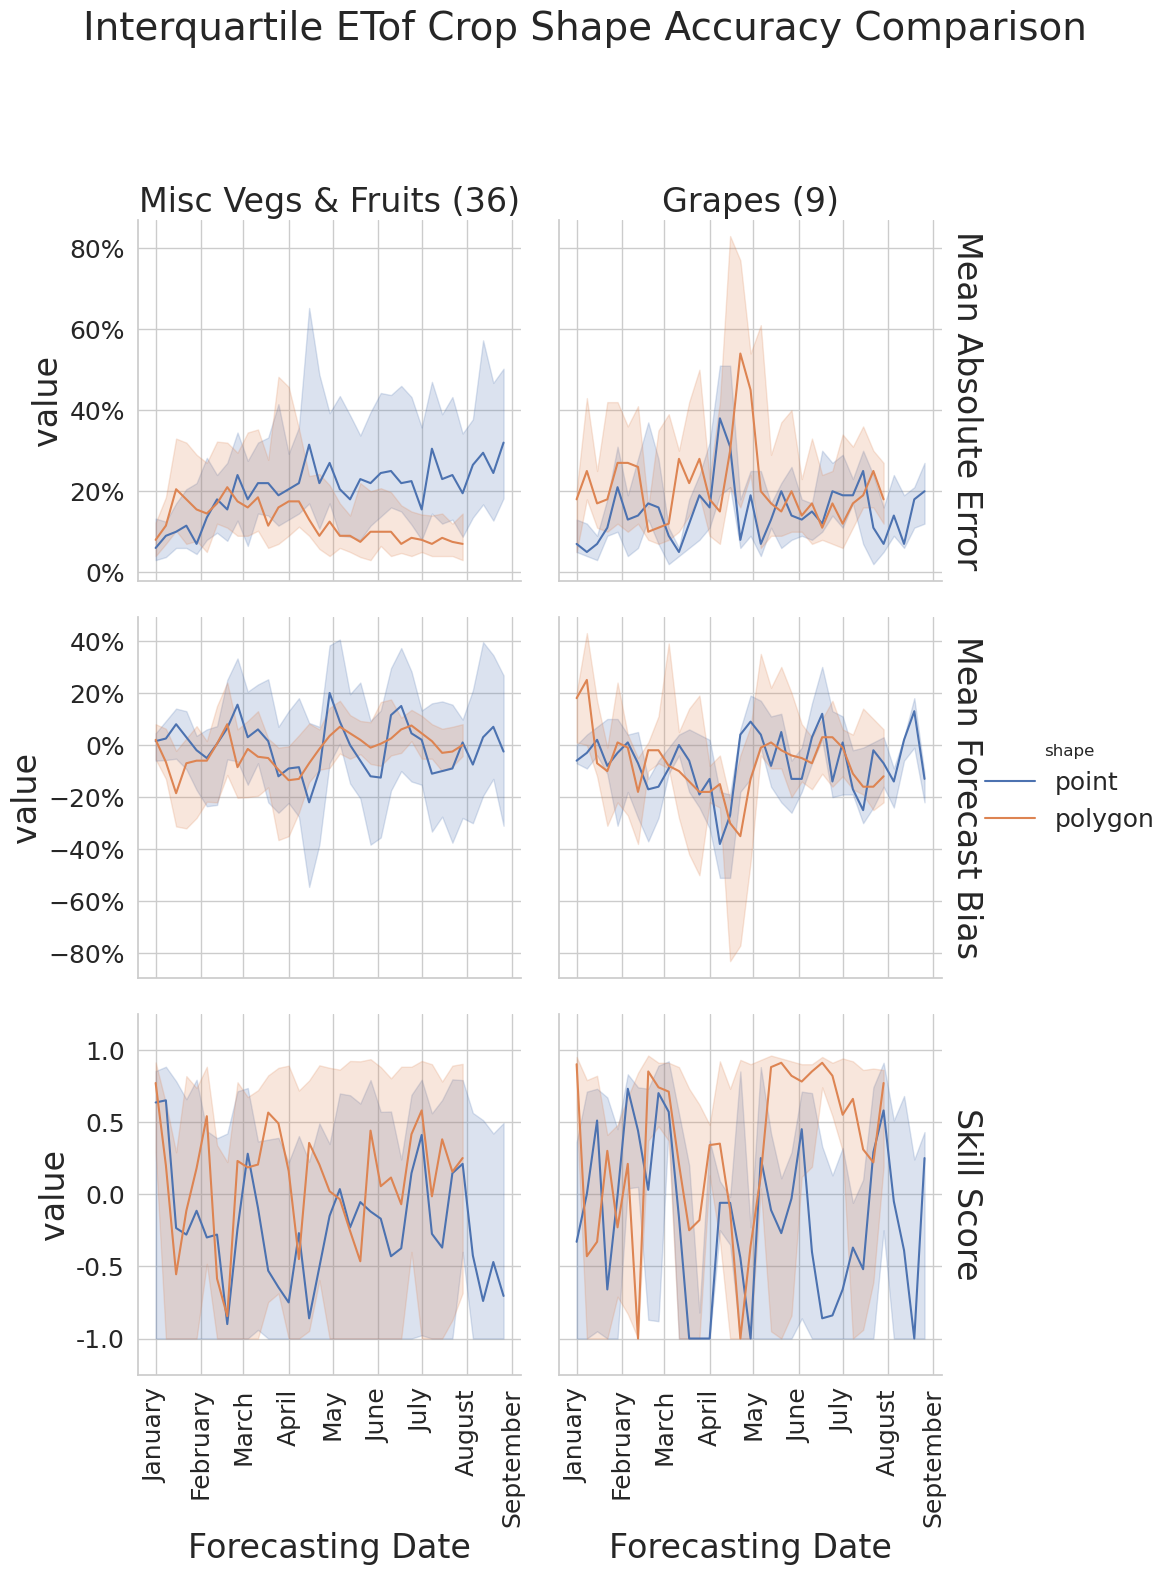 Interquartile ETof Crop Shape Accuracy Comparison
Misc Vegs & Fruits (36)
Grapes (9)
80%
60%
40%
20%
0%
value
Mean Absolute Error
40%
20%
0%
−20%
−40%
−60%
−80%
value
Mean Forecast Bias
shape
point
polygon
1.0
0.5
0.0
-0.5
-1.0
value
Skill Score
January
February
March
April
May
June
July
August
September
January
February
March
April
May
June
July
August
September
Forecasting Date
Forecasting Date